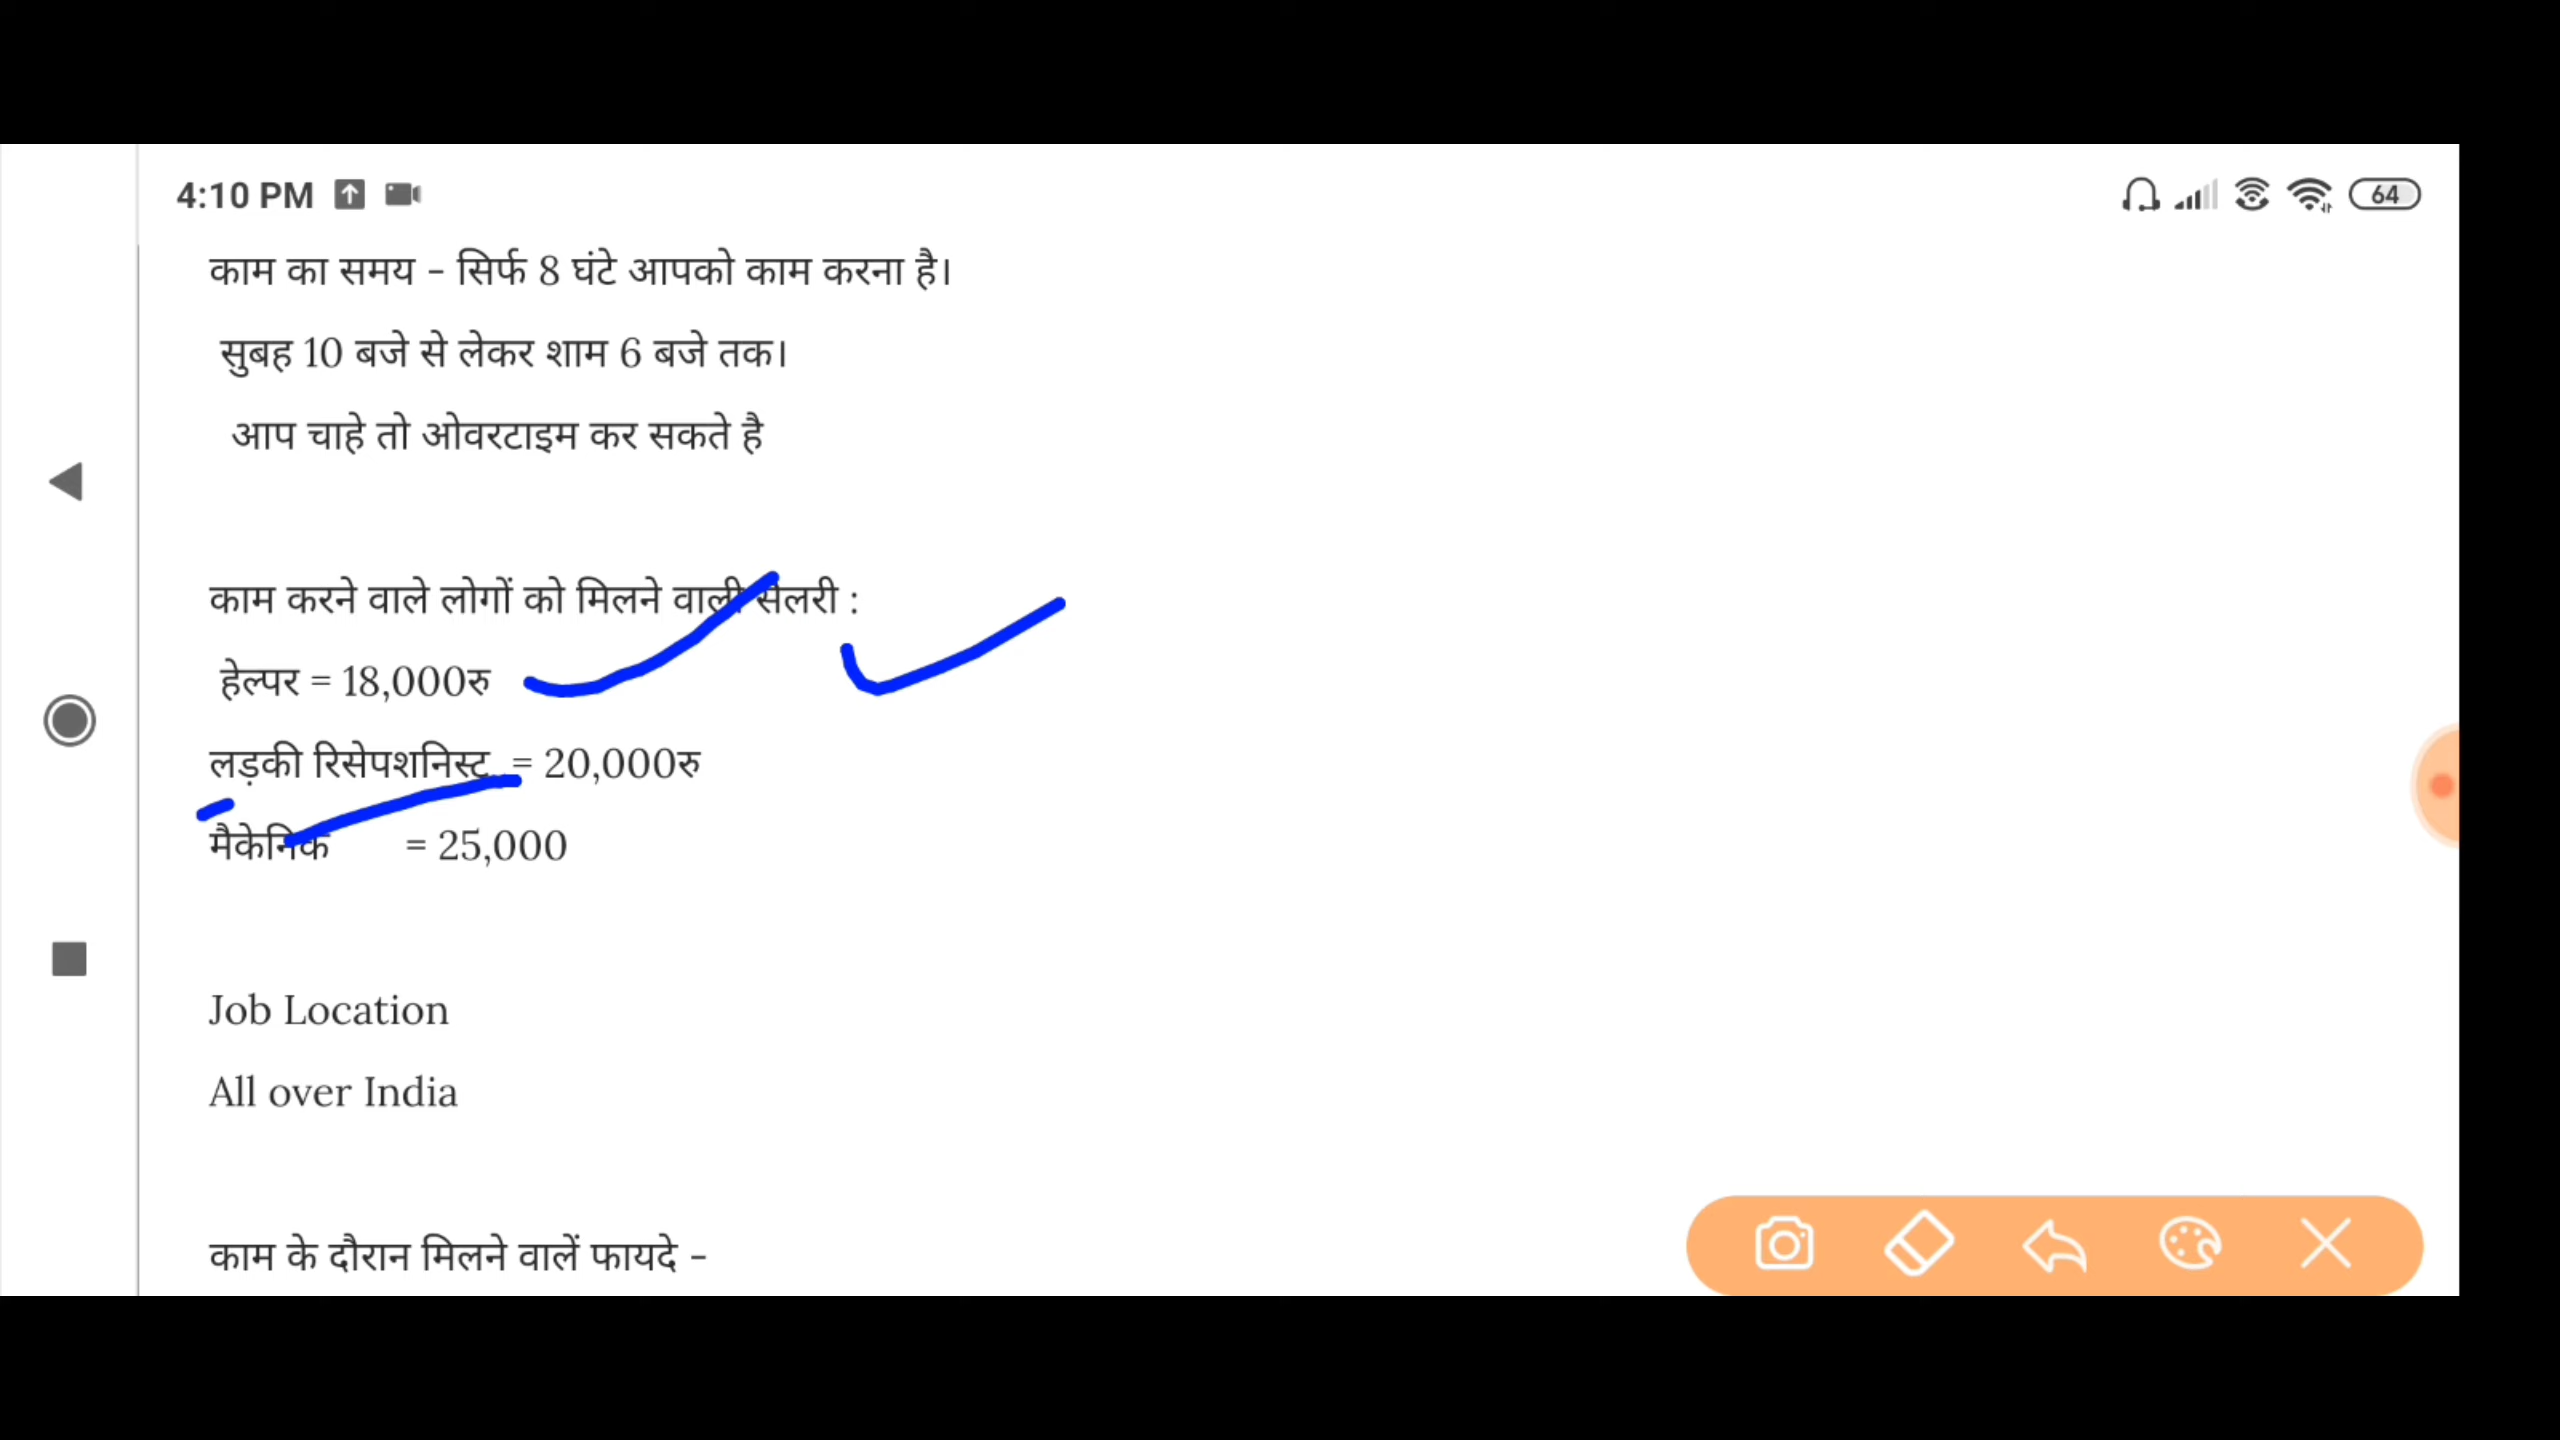 4:10 PM
64
काम का समय - सिर्फ 8 घंटे आपको काम करना है।
सुबह 10 बजे से लेकर शाम 6 बजे तक।
आप चाहे तो ओवरटाइम कर सकते है
काम करने वाले लोगों को मिलने वाली सैलरी :
हेल्पर = 18,000रु
लड़की रिसेपशनिस्ट = 20,000रु
मैकेनिक = 25,000
Job Location
All over India
काम के दौरान मिलने वालें फायदे -